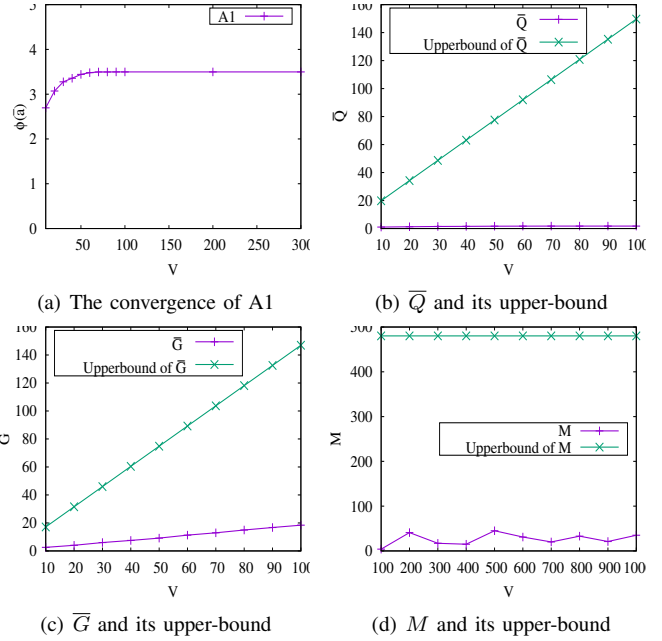 A1
5
4
3
2
1
0
φ(a̅)
50 100 150 200 250 300
V
(a) The convergence of A1
Q̅
Upperbound of Q̅
160
140
120
100
80
60
40
20
0
Q̅
10 20 30 40 50 60 70 80 90 100
V
(b) Q̅ and its upper-bound
G̅
Upperbound of G̅
160
140
120
100
80
60
40
20
0
G
10 20 30 40 50 60 70 80 90 100
V
(c) G̅ and its upper-bound
M
Upperbound of M
500
400
300
200
100
0
M
100 200 300 400 500 600 700 800 900 1000
V
(d) M and its upper-bound